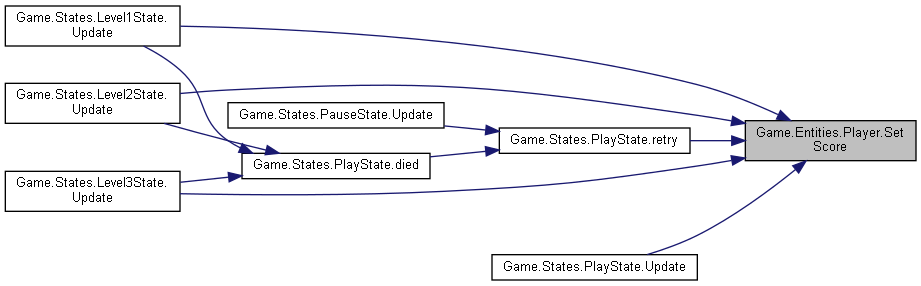 Game.States.Level1State.
Update
Game.States.Level2State.
Update
Game.States.PauseState.Update
Game.Entities.Player.Set
Score
Game.States.PlayState.retry
Game.States.PlayState.died
Game.States.Level3State.
Update
Game.States.PlayState.Update